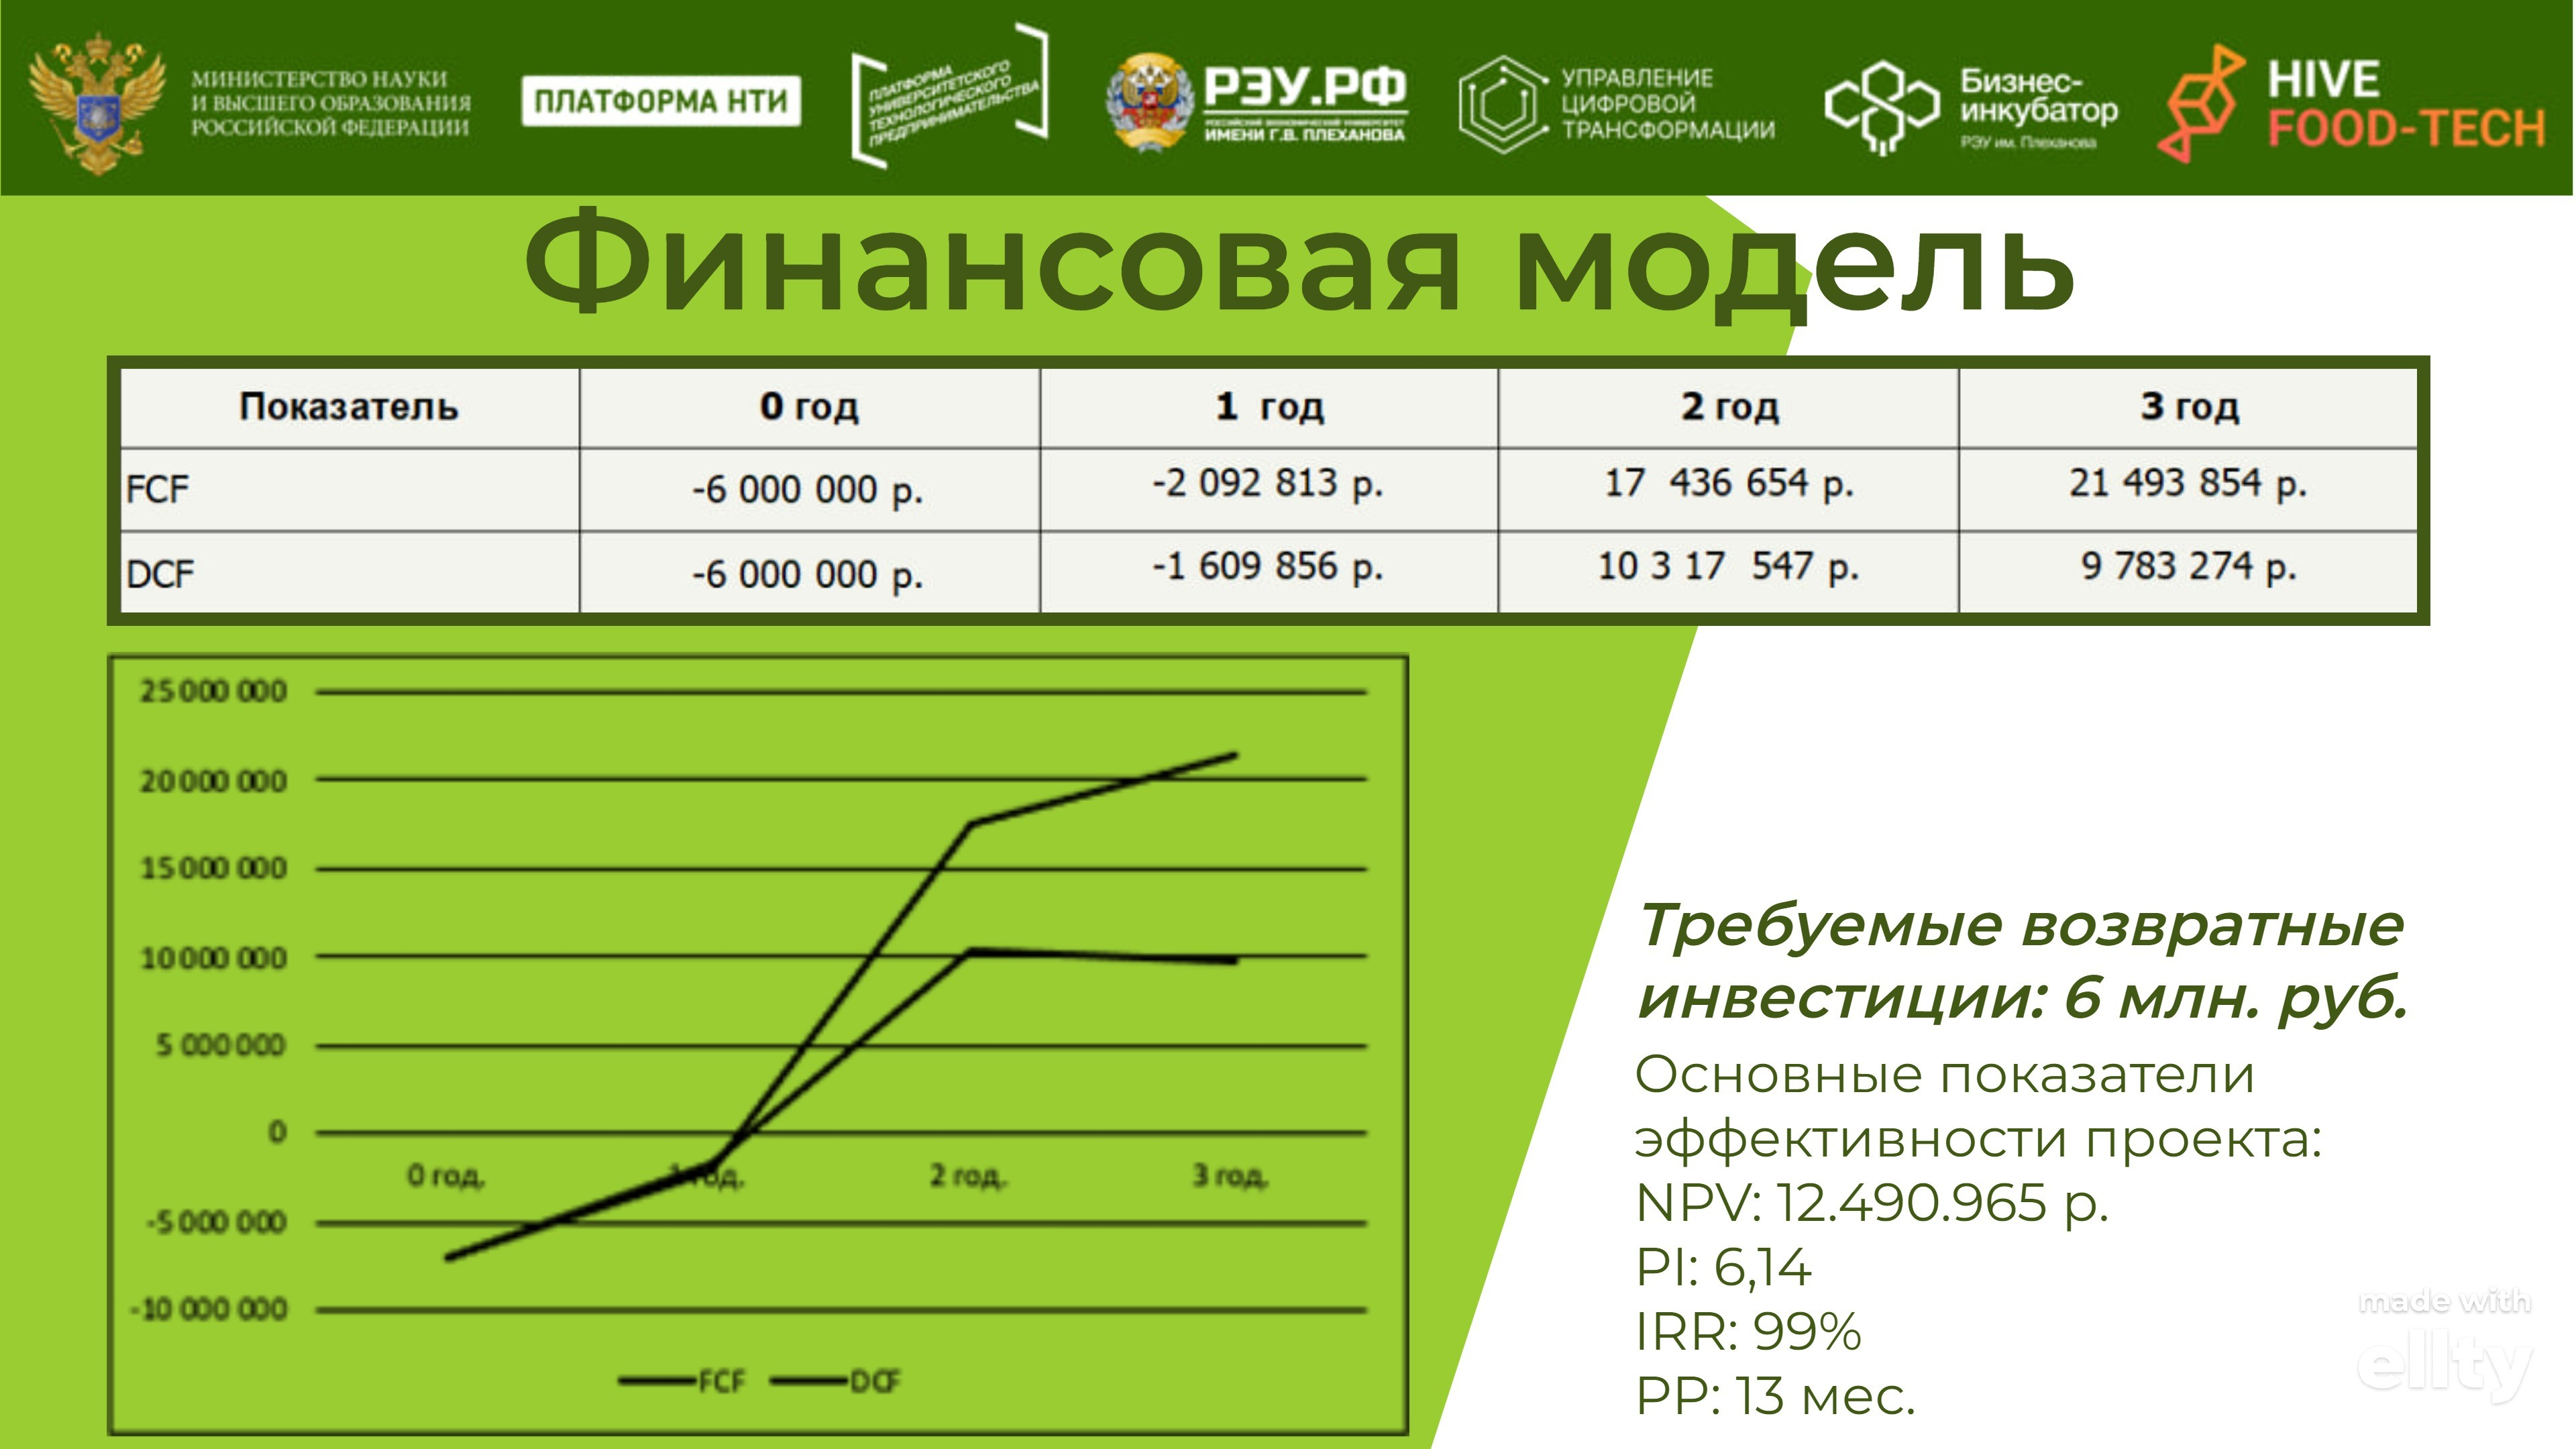 МИНИСТЕРСТВО НАУКИ
И ВЫСШЕГО ОБРАЗОВАНИЯ
РОССИЙСКОЙ ФЕДЕРАЦИИ
ПЛАТФОРМА НТИ
ПЛАТФОРМА
УНИВЕРСИТЕТСКОГО
ТЕХНОЛОГИЧЕСКОГО
ПРЕДПРИНИМАТЕЛЬСТВА
РЭУ.РФ
РОССИЙСКИЙ ЭКОНОМИЧЕСКИЙ УНИВЕРСИТЕТ
ИМЕНИ Г.В. ПЛЕХАНОВА
УПРАВЛЕНИЕ
ЦИФРОВОЙ
ТРАНСФОРМАЦИИ
Бизнес-
инкубатор
РЭУ им. Плеханова
HIVE
FOOD-TECH
Финансовая модель
Показатель 0 год 1 год 2 год 3 год
FCF -6 000 000 р. -2 092 813 р. 17 436 654 р. 21 493 854 р.
DCF -6 000 000 р. -1 609 856 р. 10 3 17 547 р. 9 783 274 р.
25 000 000
20 000 000
15 000 000
10 000 000
5 000 000
0
0 год. 1 год. 2 год. 3 год.
-5 000 000
-10 000 000
FCF DCF
Требуемые возвратные
инвестиции: 6 млн. руб.
Основные показатели
эффективности проекта:
NPV: 12.490.965 р.
PI: 6,14
IRR: 99%
PP: 13 мес.
made with
ellty